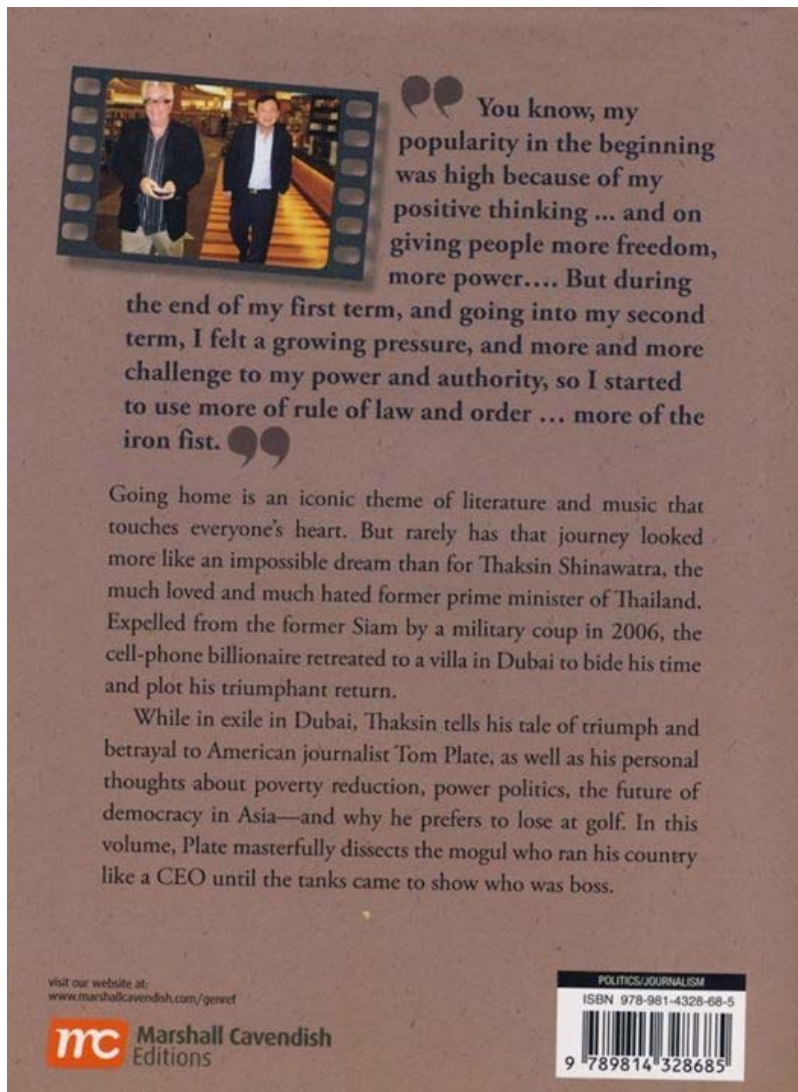 ❞ You know, my
popularity in the beginning
was high because of my
positive thinking ... and on
giving people more freedom,
more power.... But during
the end of my first term, and going into my second
term, I felt a growing pressure, and more and more
challenge to my power and authority, so I started
to use more of rule of law and order ... more of the
iron fist. ❞
Going home is an iconic theme of literature and music that
touches everyone's heart. But rarely has that journey looked
more like an impossible dream than for Thaksin Shinawatra, the
much loved and much hated former prime minister of Thailand.
Expelled from the former Siam by a military coup in 2006, the
cell-phone billionaire retreated to a villa in Dubai to bide his time
and plot his triumphant return.
While in exile in Dubai, Thaksin tells his tale of triumph and
betrayal to American journalist Tom Plate, as well as his personal
thoughts about poverty reduction, power politics, the future of
democracy in Asia—and why he prefers to lose at golf. In this
volume, Plate masterfully dissects the mogul who ran his country
like a CEO until the tanks came to show who was boss.
visit our website at:
www.marshallcavendish.com/genref
mc Marshall Cavendish
Editions
POLITICS/JOURNALISM
ISBN 978-981-4328-68-5
9 789814 328685